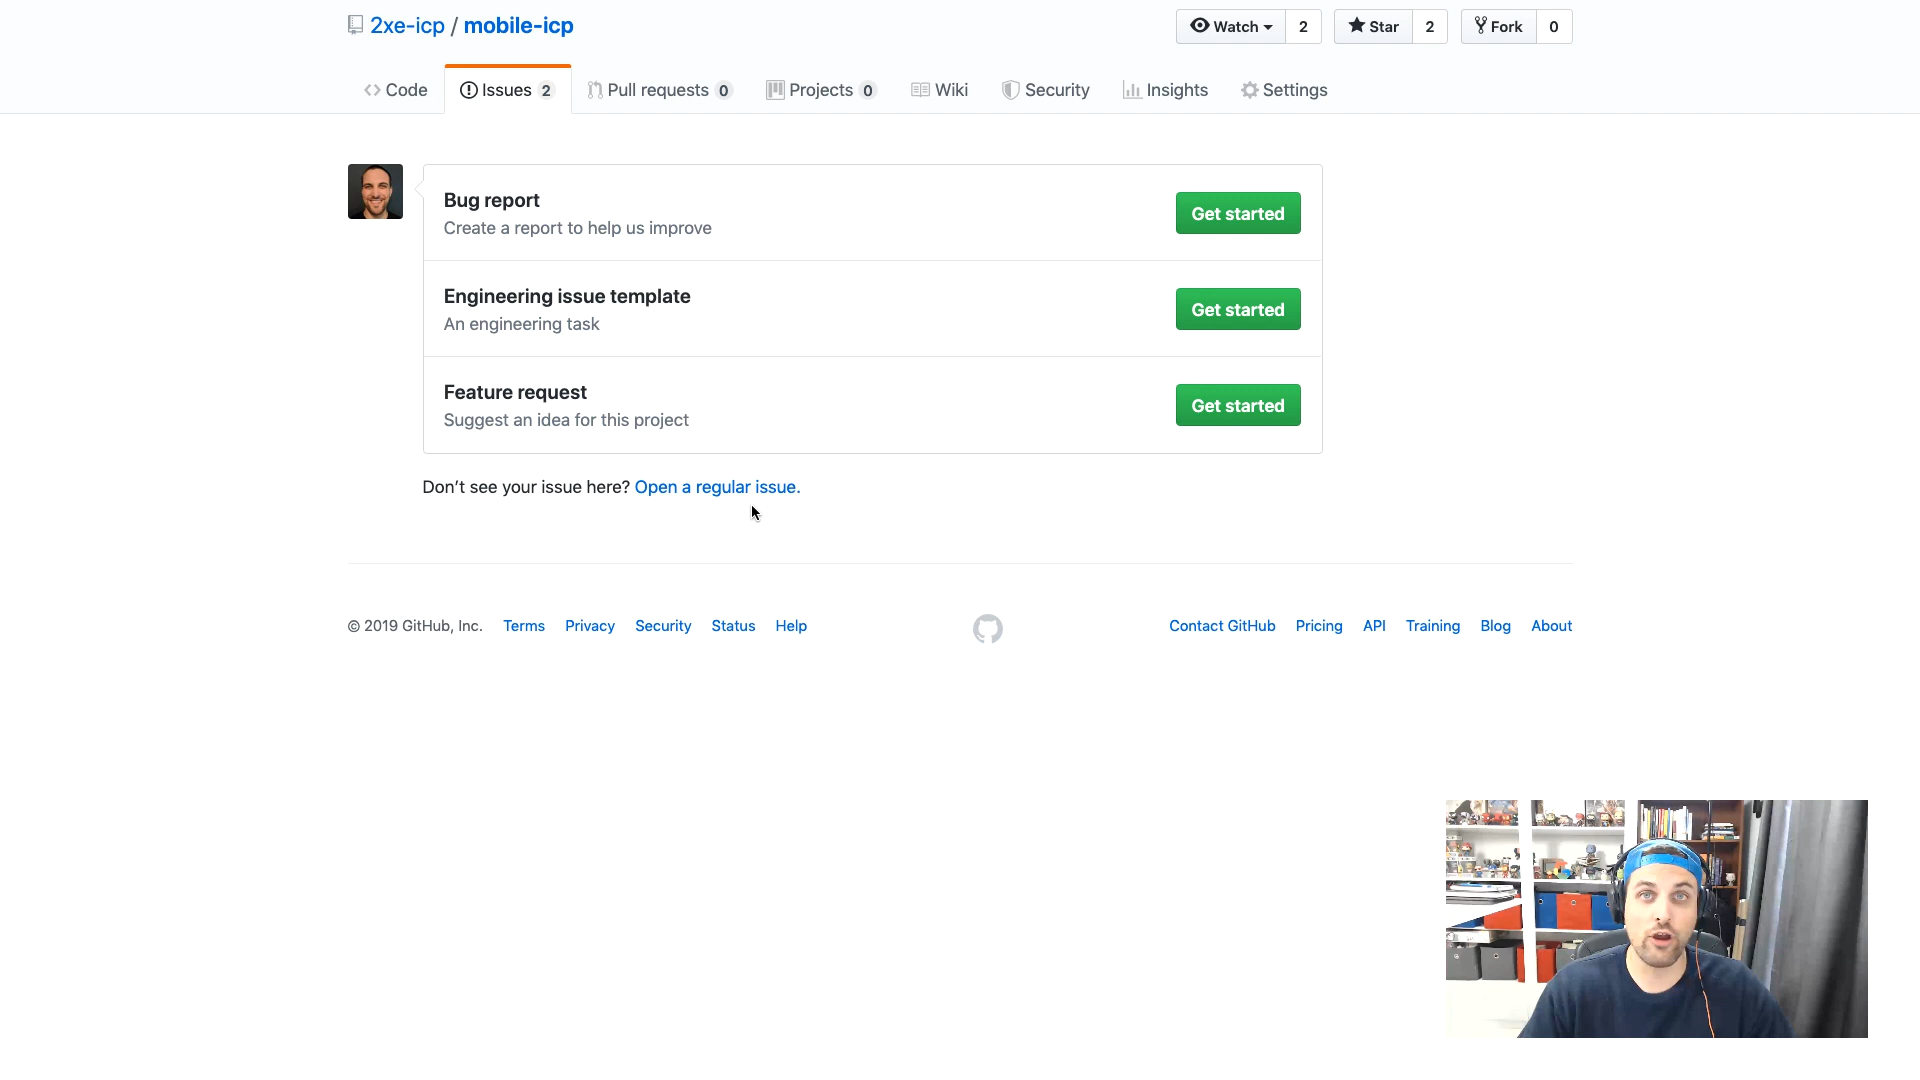 2xe-icp / mobile-icp
Watch 2 Star 2 Fork 0
Code Issues 2 Pull requests 0 Projects 0 Wiki Security Insights Settings
Bug report
Create a report to help us improve
Get started
Engineering issue template
An engineering task
Get started
Feature request
Suggest an idea for this project
Get started
Don’t see your issue here? Open a regular issue.
© 2019 GitHub, Inc. Terms Privacy Security Status Help Contact GitHub Pricing API Training Blog About